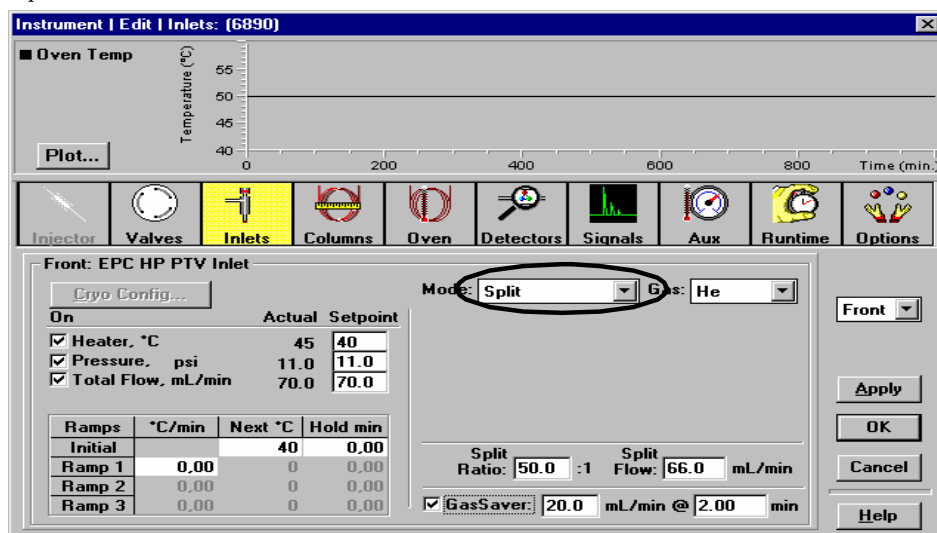 Instrument | Edit | Inlets: (6890)
Oven Temp
Temperature (°C)
55
50
45
40
Plot...
0 200 400 600 800 Time (min.)
Injector Valves Inlets Columns Oven Detectors Signals Aux Runtime Options
Front: EPC HP PTV Inlet
Cryo Config...
Mode: Split Gas: He
Front
On Actual Setpoint
Heater, °C 45 40
Pressure, psi 11.0 11.0
Total Flow, mL/min 70.0 70.0
Apply
Ramps °C/min Next °C Hold min
OK
Initial 40 0,00
Ramp 1 0,00 0 0,00
Ramp 2 0,00 0 0,00
Ramp 3 0,00 0 0,00
Split Ratio: 50.0 :1 Split Flow: 66.0 mL/min
Cancel
GasSaver: 20.0 mL/min @ 2.00 min
Help